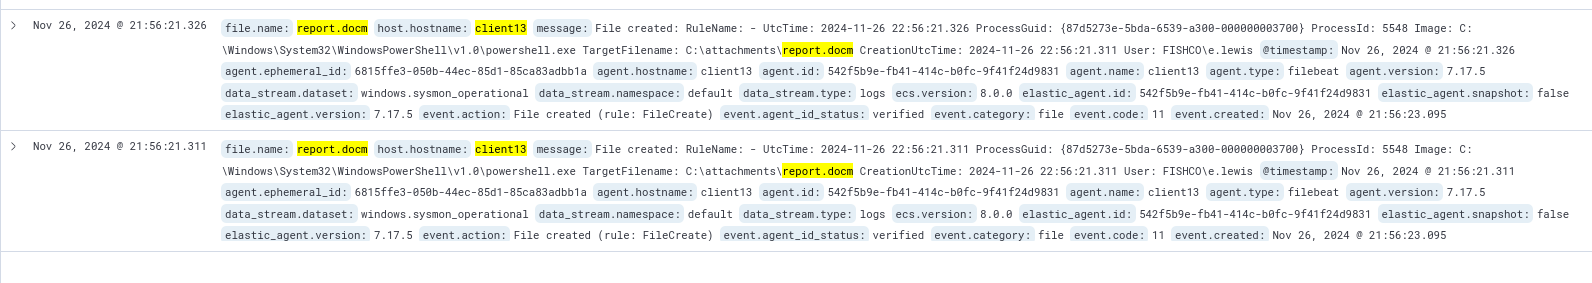 Nov 26, 2024 @ 21:56:21.326 file.name: report.docm host.hostname: client13 message: File created: RuleName: - UtcTime: 2024-11-26 22:56:21.326 ProcessGuid: {87d5273e-5bda-6539-a300-000000003700} ProcessId: 5548 Image: C:
\Windows\System32\WindowsPowerShell\v1.0\powershell.exe TargetFilename: C:\attachments\report.docm CreationUtcTime: 2024-11-26 22:56:21.311 User: FISHCO\e.lewis @timestamp: Nov 26, 2024 @ 21:56:21.326
agent.ephemeral_id: 6815ffe3-050b-44ec-85d1-85ca83adbb1a agent.hostname: client13 agent.id: 542f5b9e-fb41-414c-b0fc-9f41f24d9831 agent.name: client13 agent.type: filebeat agent.version: 7.17.5
data_stream.dataset: windows.sysmon_operational data_stream.namespace: default data_stream.type: logs ecs.version: 8.0.0 elastic_agent.id: 542f5b9e-fb41-414c-b0fc-9f41f24d9831 elastic_agent.snapshot: false
elastic_agent.version: 7.17.5 event.action: File created (rule: FileCreate) event.agent_id_status: verified event.category: file event.code: 11 event.created: Nov 26, 2024 @ 21:56:23.095
Nov 26, 2024 @ 21:56:21.311 file.name: report.docm host.hostname: client13 message: File created: RuleName: - UtcTime: 2024-11-26 22:56:21.311 ProcessGuid: {87d5273e-5bda-6539-a300-000000003700} ProcessId: 5548 Image: C:
\Windows\System32\WindowsPowerShell\v1.0\powershell.exe TargetFilename: C:\attachments\report.docm CreationUtcTime: 2024-11-26 22:56:21.311 User: FISHCO\e.lewis @timestamp: Nov 26, 2024 @ 21:56:21.311
agent.ephemeral_id: 6815ffe3-050b-44ec-85d1-85ca83adbb1a agent.hostname: client13 agent.id: 542f5b9e-fb41-414c-b0fc-9f41f24d9831 agent.name: client13 agent.type: filebeat agent.version: 7.17.5
data_stream.dataset: windows.sysmon_operational data_stream.namespace: default data_stream.type: logs ecs.version: 8.0.0 elastic_agent.id: 542f5b9e-fb41-414c-b0fc-9f41f24d9831 elastic_agent.snapshot: false
elastic_agent.version: 7.17.5 event.action: File created (rule: FileCreate) event.agent_id_status: verified event.category: file event.code: 11 event.created: Nov 26, 2024 @ 21:56:23.095